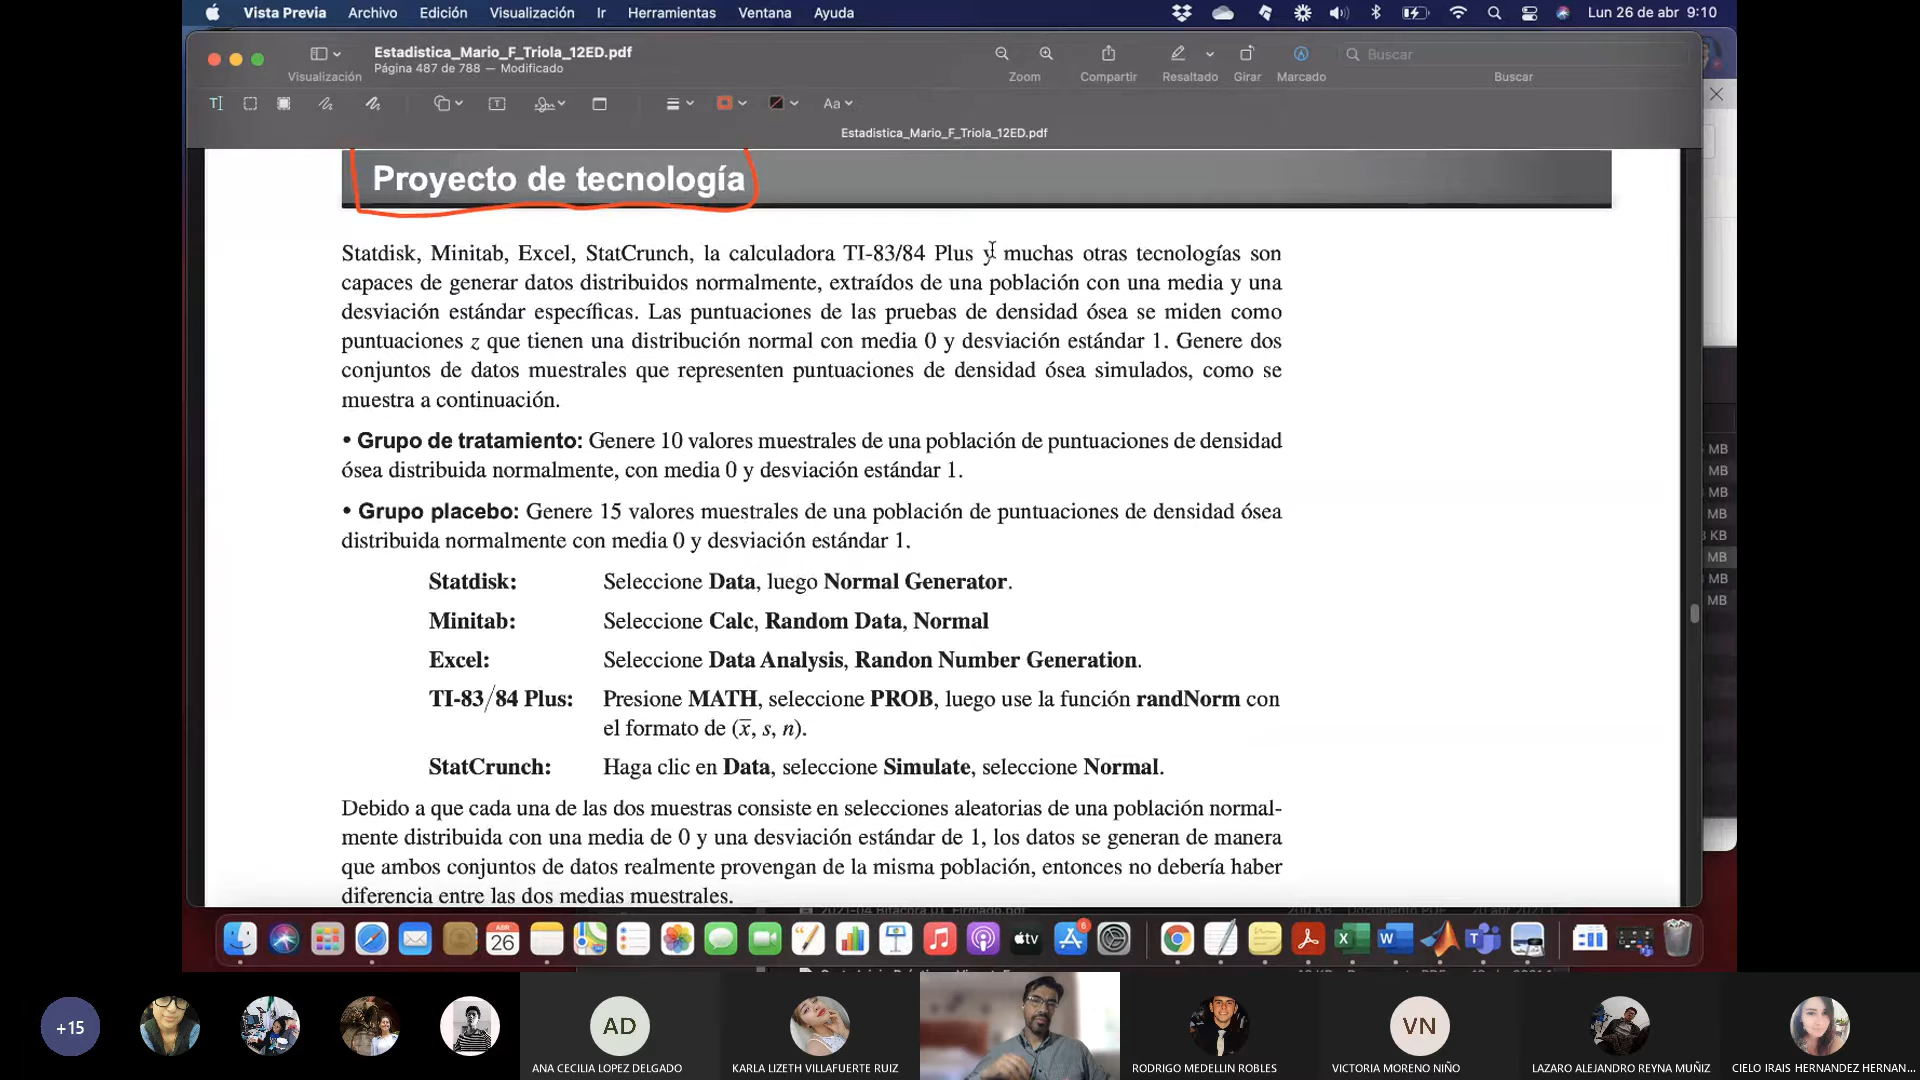 Vista Previa Archivo Edición Visualización Ir Herramientas Ventana Ayuda
Lun 26 de abr 9:10
Estadistica_Mario_F_Triola_12ED.pdf
Página 487 de 788 — Modificado
Buscar
Visualización
Zoom
Compartir
Resaltado
Girar
Marcado
Buscar
Aa
Estadistica_Mario_F_Triola_12ED.pdf
Proyecto de tecnología
Statdisk, Minitab, Excel, StatCrunch, la calculadora TI-83/84 Plus y muchas otras tecnologías son
capaces de generar datos distribuidos normalmente, extraídos de una población con una media y una
desviación estándar específicas. Las puntuaciones de las pruebas de densidad ósea se miden como
puntuaciones z que tienen una distribución normal con media 0 y desviación estándar 1. Genere dos
conjuntos de datos muestrales que representen puntuaciones de densidad ósea simulados, como se
muestra a continuación.
• Grupo de tratamiento: Genere 10 valores muestrales de una población de puntuaciones de densidad
ósea distribuida normalmente, con media 0 y desviación estándar 1.
• Grupo placebo: Genere 15 valores muestrales de una población de puntuaciones de densidad ósea
distribuida normalmente con media 0 y desviación estándar 1.
Statdisk: Seleccione Data, luego Normal Generator.
Minitab: Seleccione Calc, Random Data, Normal
Excel: Seleccione Data Analysis, Randon Number Generation.
TI-83/84 Plus: Presione MATH, seleccione PROB, luego use la función randNorm con
el formato de (x̅, s, n).
StatCrunch: Haga clic en Data, seleccione Simulate, seleccione Normal.
Debido a que cada una de las dos muestras consiste en selecciones aleatorias de una población normal-
mente distribuida con una media de 0 y una desviación estándar de 1, los datos se generan de manera
que ambos conjuntos de datos realmente provengan de la misma población, entonces no debería haber
diferencia entre las dos medias muestrales.
MB
MB
MB
MB
KB
MB
MB
MB
ABR
26
tv
6
+15
AD
VN
ANA CECILIA LOPEZ DELGADO
KARLA LIZETH VILLAFUERTE RUIZ
RODRIGO MEDELLIN ROBLES
VICTORIA MORENO NIÑO
LAZARO ALEJANDRO REYNA MUÑIZ
CIELO IRAIS HERNANDEZ HERNAN...